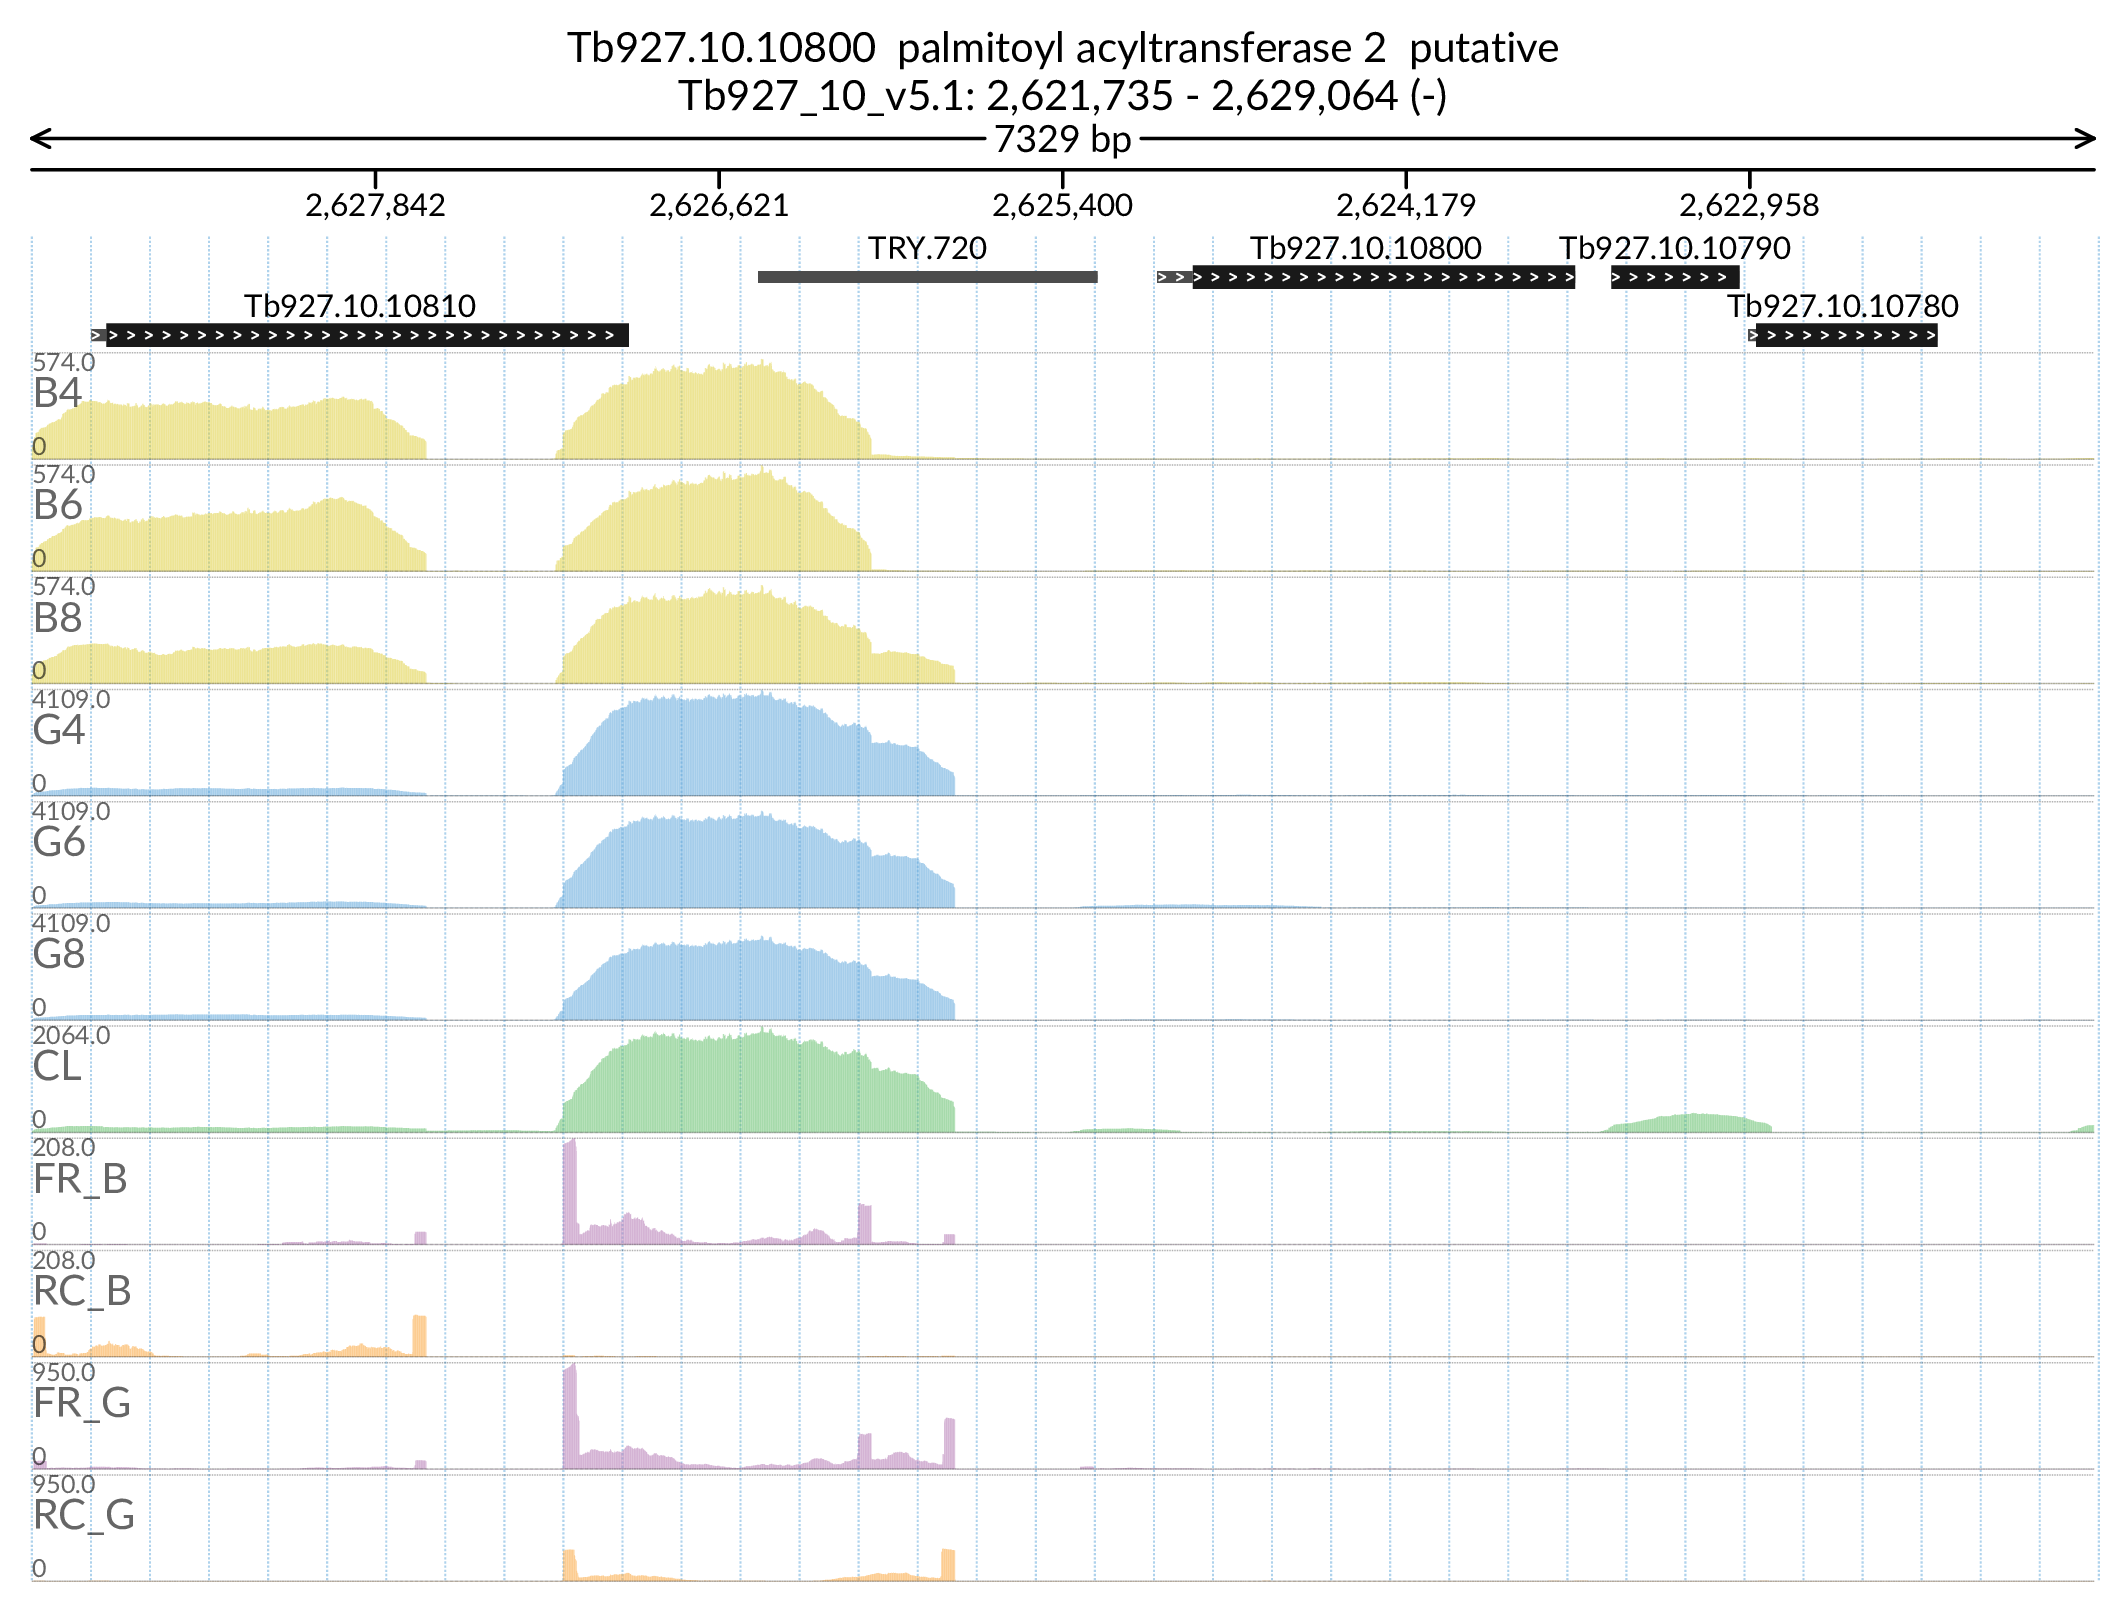 Tb927.10.10800 palmitoyl acyltransferase 2 putative
Tb927_10_v5.1: 2,621,735 - 2,629,064 (-)
7329 bp
2,627,842 2,626,621 2,625,400 2,624,179 2,622,958
TRY.720 Tb927.10.10800 Tb927.10.10790
Tb927.10.10810 Tb927.10.10780
574.0
B4
0
574.0
B6
0
574.0
B8
0
4109.0
G4
0
4109.0
G6
0
4109.0
G8
0
2064.0
CL
0
208.0
FR_B
0
208.0
RC_B
0
950.0
FR_G
0
950.0
RC_G
0